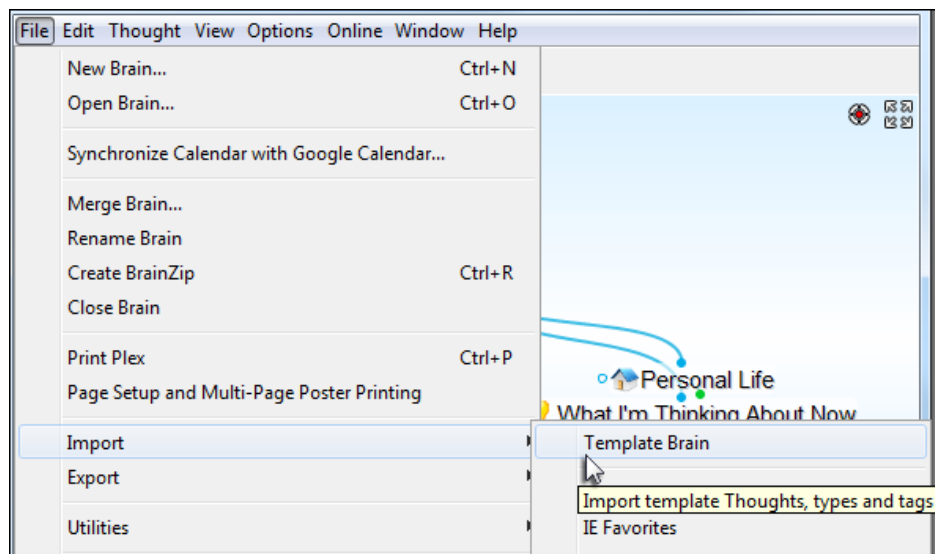 File Edit Thought View Options Online Window Help
New Brain... Ctrl+N
Open Brain... Ctrl+O
Synchronize Calendar with Google Calendar...
Merge Brain...
Rename Brain
Create BrainZip Ctrl+R
Close Brain
Print Plex Ctrl+P
Page Setup and Multi-Page Poster Printing
Personal Life
What I'm Thinking About Now
Import
Template Brain
Export
Import template Thoughts, types and tags
Utilities
IE Favorites